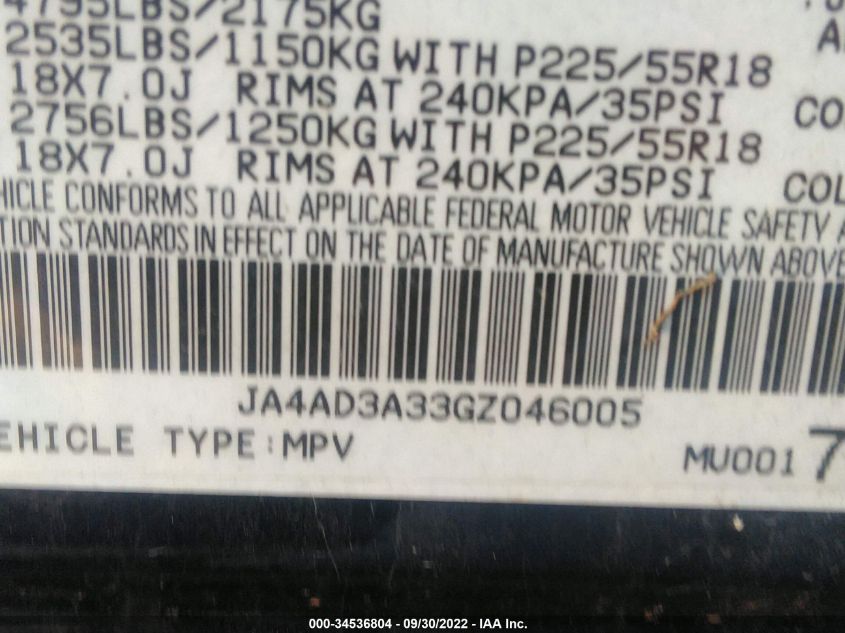 4795LBS/2175KG
2535LBS/1150KG WITH P225/55R18
18X7.0J RIMS AT 240KPA/35PSI
2756LBS/1250KG WITH P225/55R18
18X7.0J RIMS AT 240KPA/35PSI
HICLE CONFORMS TO ALL APPLICABLE FEDERAL MOTOR VEHICLE SAFETY A
TION STANDARDS IN EFFECT ON THE DATE OF MANUFACTURE SHOWN ABOVE
JA4AD3A33GZ046005
EHICLE TYPE:MPV
MU001 7
000-34536804 - 09/30/2022 - IAA Inc.